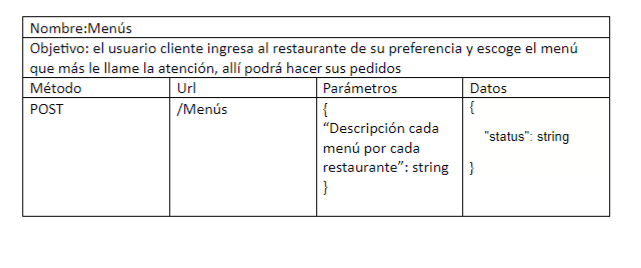 Nombre:Menús
Objetivo: el usuario cliente ingresa al restaurante de su preferencia y escoge el menú
que más le llame la atención, allí podrá hacer sus pedidos
Método Url Parámetros Datos
POST /Menús { {
“Descripción cada
menú por cada
restaurante”: string
}
"status": string
}